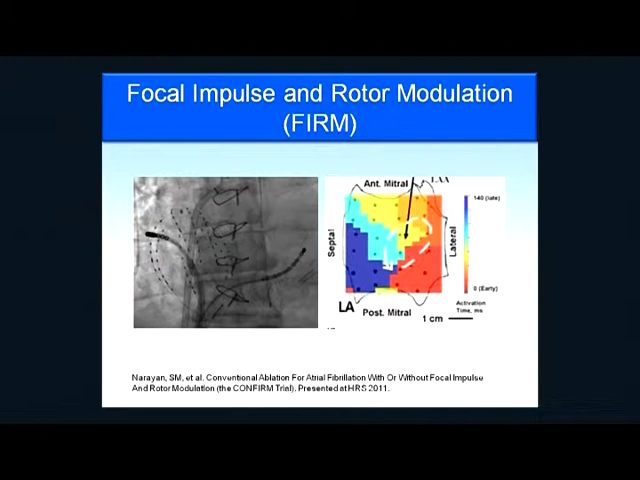 Focal Impulse and Rotor Modulation
(FIRM)
Ant. Mitral
LAA
140 (late)
Septal
Lateral
0 (Early)
Activation
Time, ms
LA
Post. Mitral
1 cm
Narayan, SM, et al. Conventional Ablation For Atrial Fibrillation With Or Without Focal Impulse
And Rotor Modulation (the CONFIRM Trial). Presented at HRS 2011.